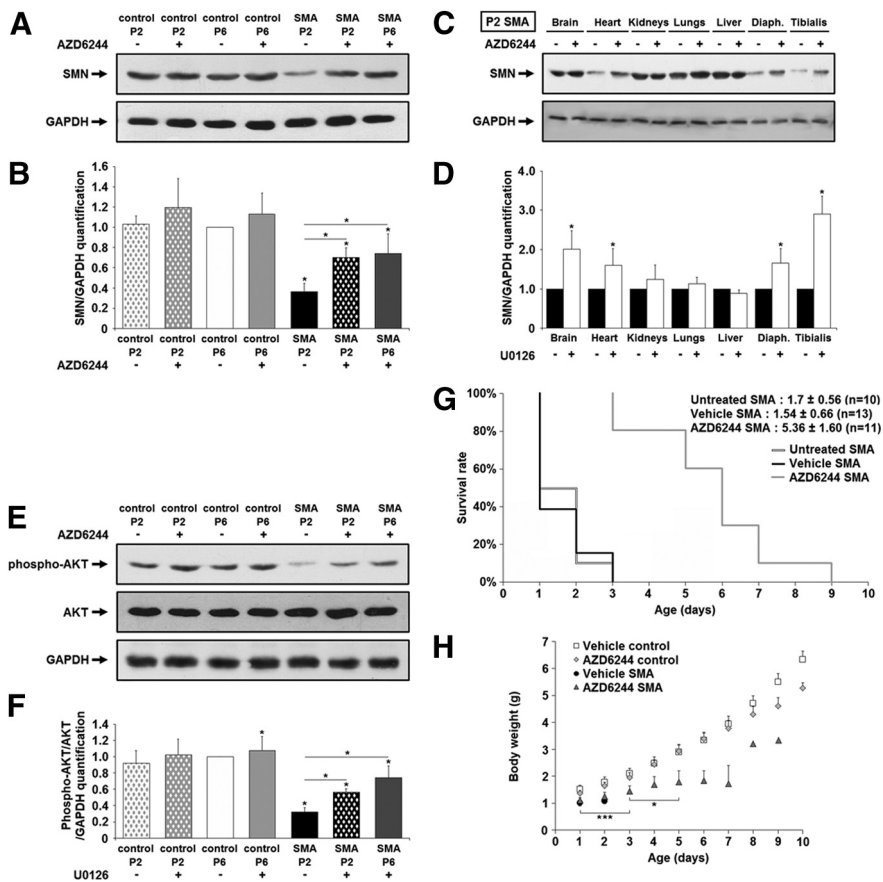 A
control control control control SMA SMA SMA
P2 P2 P6 P6 P2 P2 P6
AZD6244 - + - + - + +
SMN
GAPDH
B
SMN/GAPDH quantification
1.6
1.4
1.2
1.0
0.8
0.6
0.4
0.2
0
* * * * *
control control control control SMA SMA SMA
P2 P2 P6 P6 P2 P2 P6
AZD6244 - + - + - + +
C
P2 SMA
Brain Heart Kidneys Lungs Liver Diaph. Tibialis
AZD6244 - + - + - + - + - + - + - +
SMN
GAPDH
D
SMN/GAPDH quantification
4.0
3.0
2.0
1.0
0
* * * *
Brain Heart Kidneys Lungs Liver Diaph. Tibialis
U0126 - + - + - + - + - + - + - +
E
control control control control SMA SMA SMA
P2 P2 P6 P6 P2 P2 P6
AZD6244 - + - + - + +
phospho-AKT
AKT
GAPDH
F
Phospho-AKT/AKT
/GAPDH quantification
1.4
1.2
1.0
0.8
0.6
0.4
0.2
0
* * * * * *
control control control control SMA SMA SMA
P2 P2 P6 P6 P2 P2 P6
U0126 - + - + - + +
G
Untreated SMA : 1.7 ± 0.56 (n=10)
Vehicle SMA : 1.54 ± 0.66 (n=13)
AZD6244 SMA : 5.36 ± 1.60 (n=11)
Untreated SMA
Vehicle SMA
AZD6244 SMA
Survival rate
100%
80%
60%
40%
20%
0%
0 1 2 3 4 5 6 7 8 9 10
Age (days)
H
Vehicle control
AZD6244 control
Vehicle SMA
AZD6244 SMA
Body weight (g)
7
6
5
4
3
2
1
0
*** *
0 1 2 3 4 5 6 7 8 9 10
Age (days)